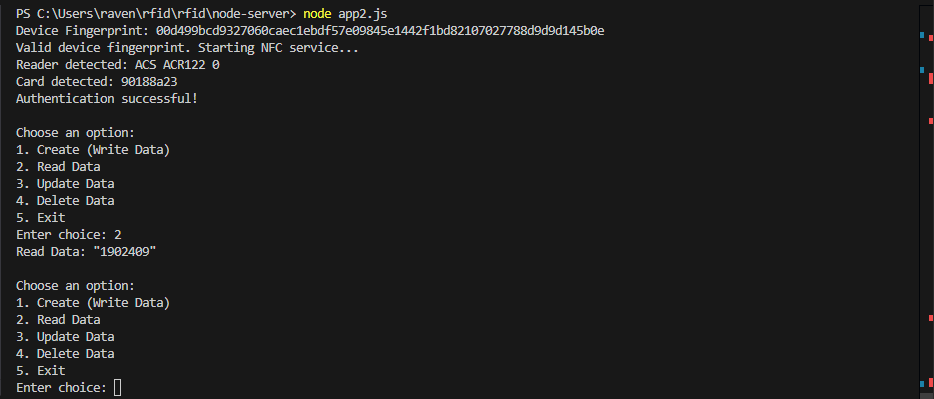 PS C:\Users\raven\rfid\rfid\node-server> node app2.js
Device Fingerprint: 00d499bcd9327060caec1ebdf57e09845e1442f1bd82107027788d9d9d145b0e
Valid device fingerprint. Starting NFC service...
Reader detected: ACS ACR122 0
Card detected: 90188a23
Authentication successful!
Choose an option:
1. Create (Write Data)
2. Read Data
3. Update Data
4. Delete Data
5. Exit
Enter choice: 2
Read Data: "1902409"
Choose an option:
1. Create (Write Data)
2. Read Data
3. Update Data
4. Delete Data
5. Exit
Enter choice: